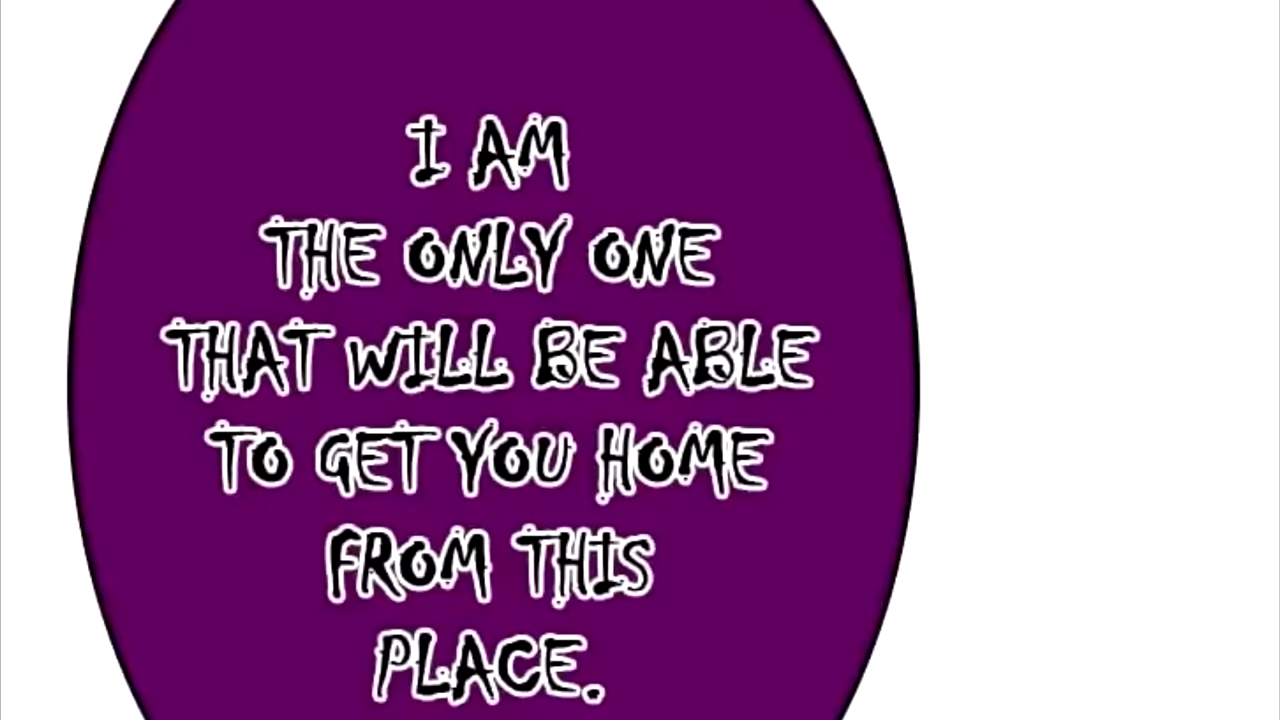 I AM
THE ONLY ONE
THAT WILL BE ABLE
TO GET YOU HOME
FROM THIS
PLACE.